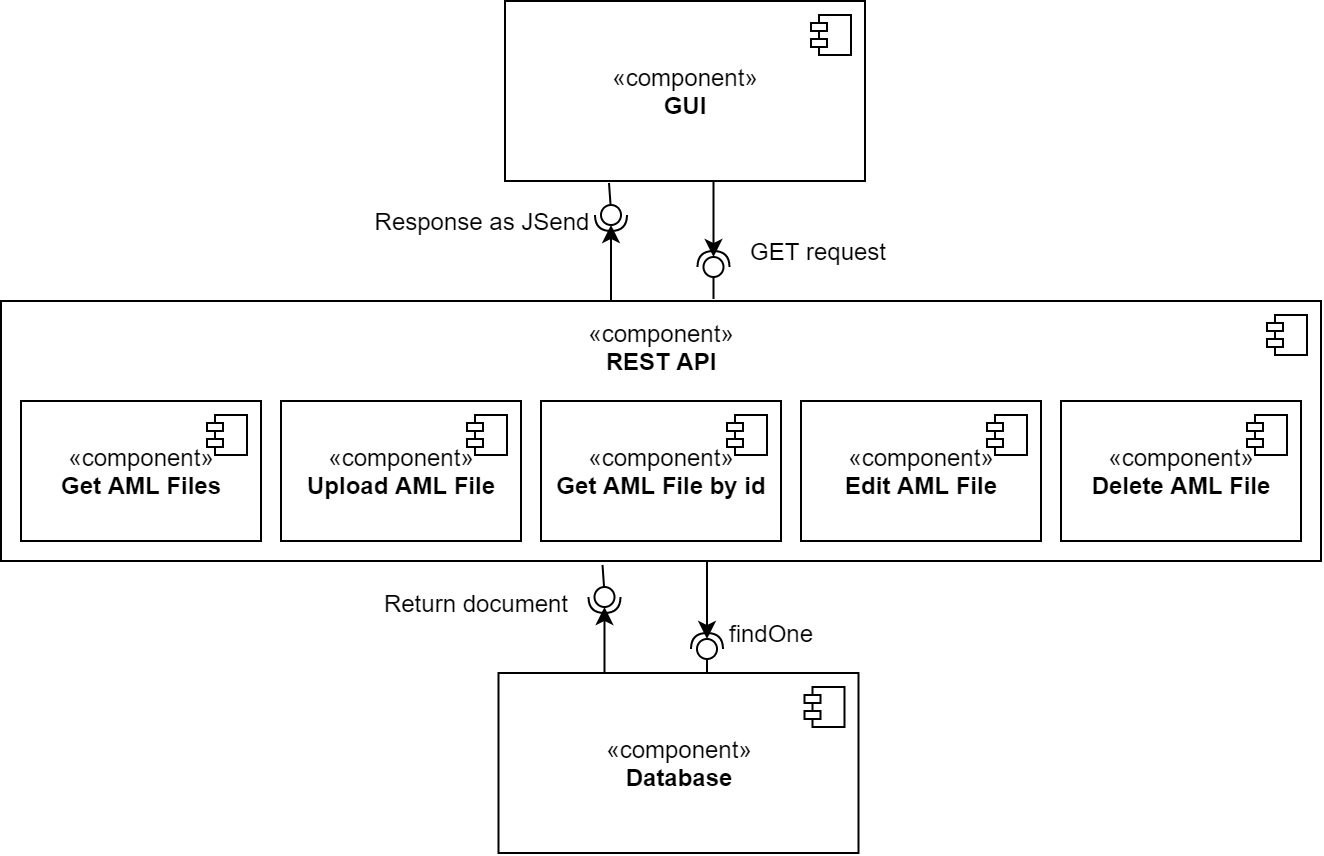 «component»
GUI
Response as JSend
GET request
«component»
REST API
«component»
Get AML Files
«component»
Upload AML File
«component»
Get AML File by id
«component»
Edit AML File
«component»
Delete AML File
Return document
findOne
«component»
Database